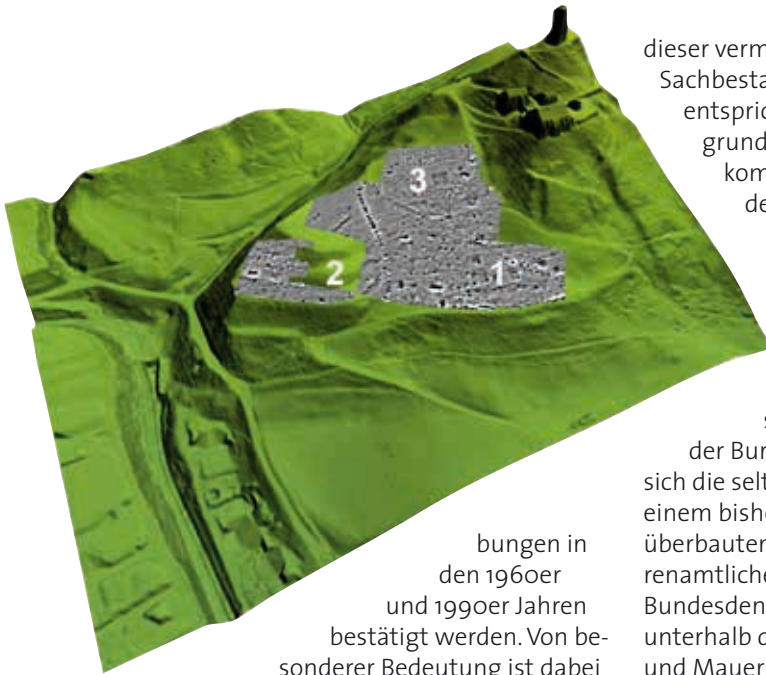 3
2
1
bungen in
den 1960er
und 1990er Jahren
bestätigt werden. Von be-
sonderer Bedeutung ist dabei
dieser verm
Sachbesta
entspric
grund
kom
de
s
der Bur
sich die selt
einem bishe
überbauten
renamtliche
Bundesden
unterhalb d
und Mauer